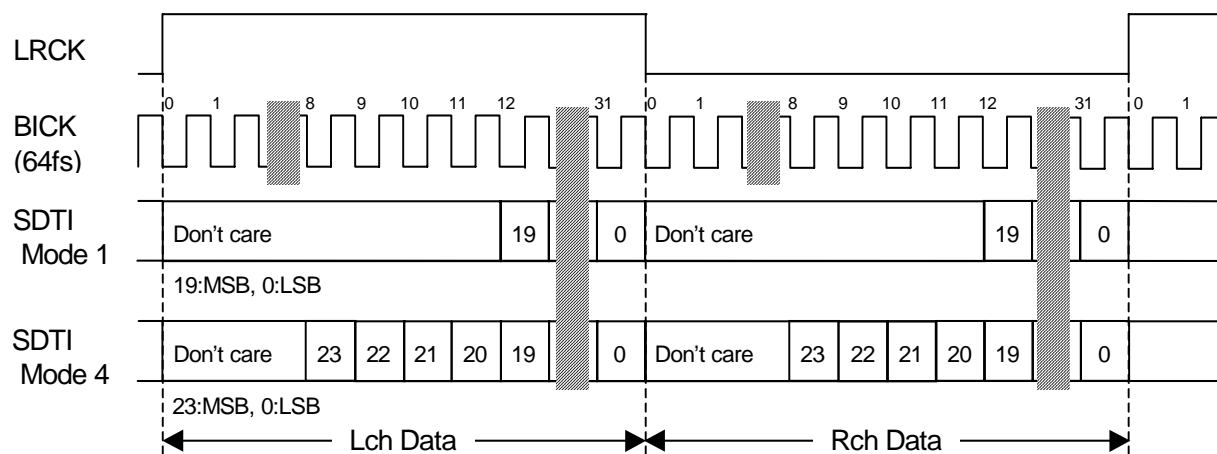 LRCK
0 1 8 9 10 11 12 31 0 1 8 9 10 11 12 31 0 1
BICK
(64fs)
SDTI
Mode 1
Don't care 19 0 Don't care 19 0
19:MSB, 0:LSB
SDTI
Mode 4
Don't care 23 22 21 20 19 0 Don't care 23 22 21 20 19 0
23:MSB, 0:LSB
Lch Data Rch Data